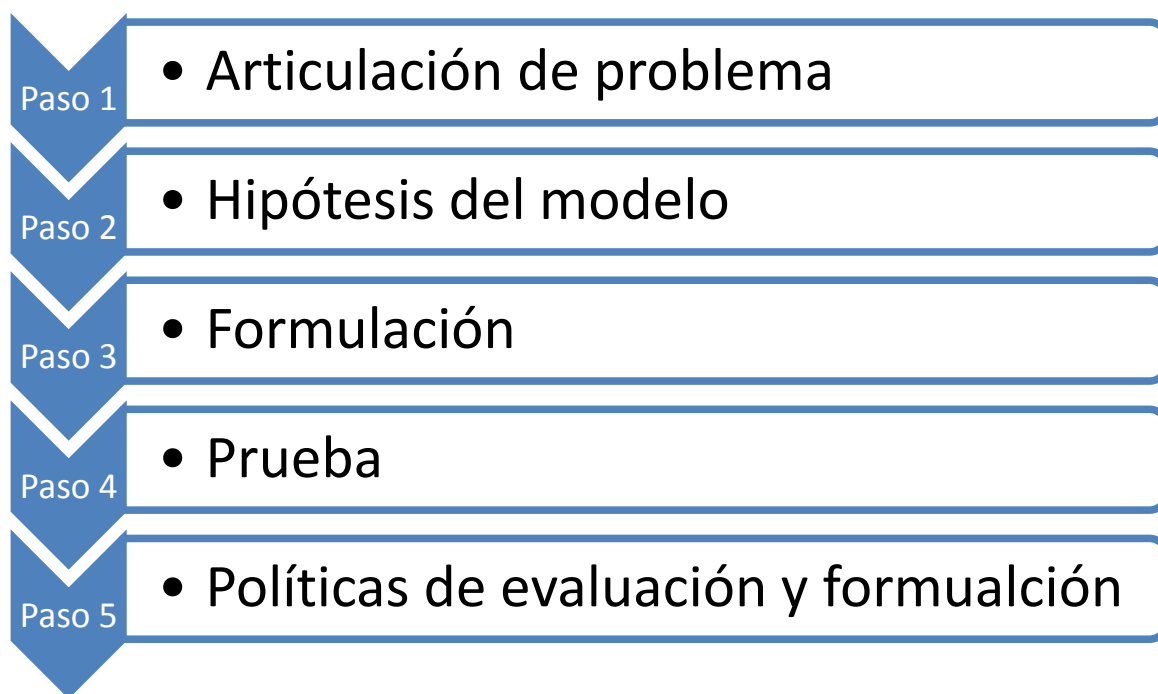 Paso 1
• Articulación de problema
Paso 2
• Hipótesis del modelo
Paso 3
• Formulación
Paso 4
• Prueba
Paso 5
• Políticas de evaluación y formualción